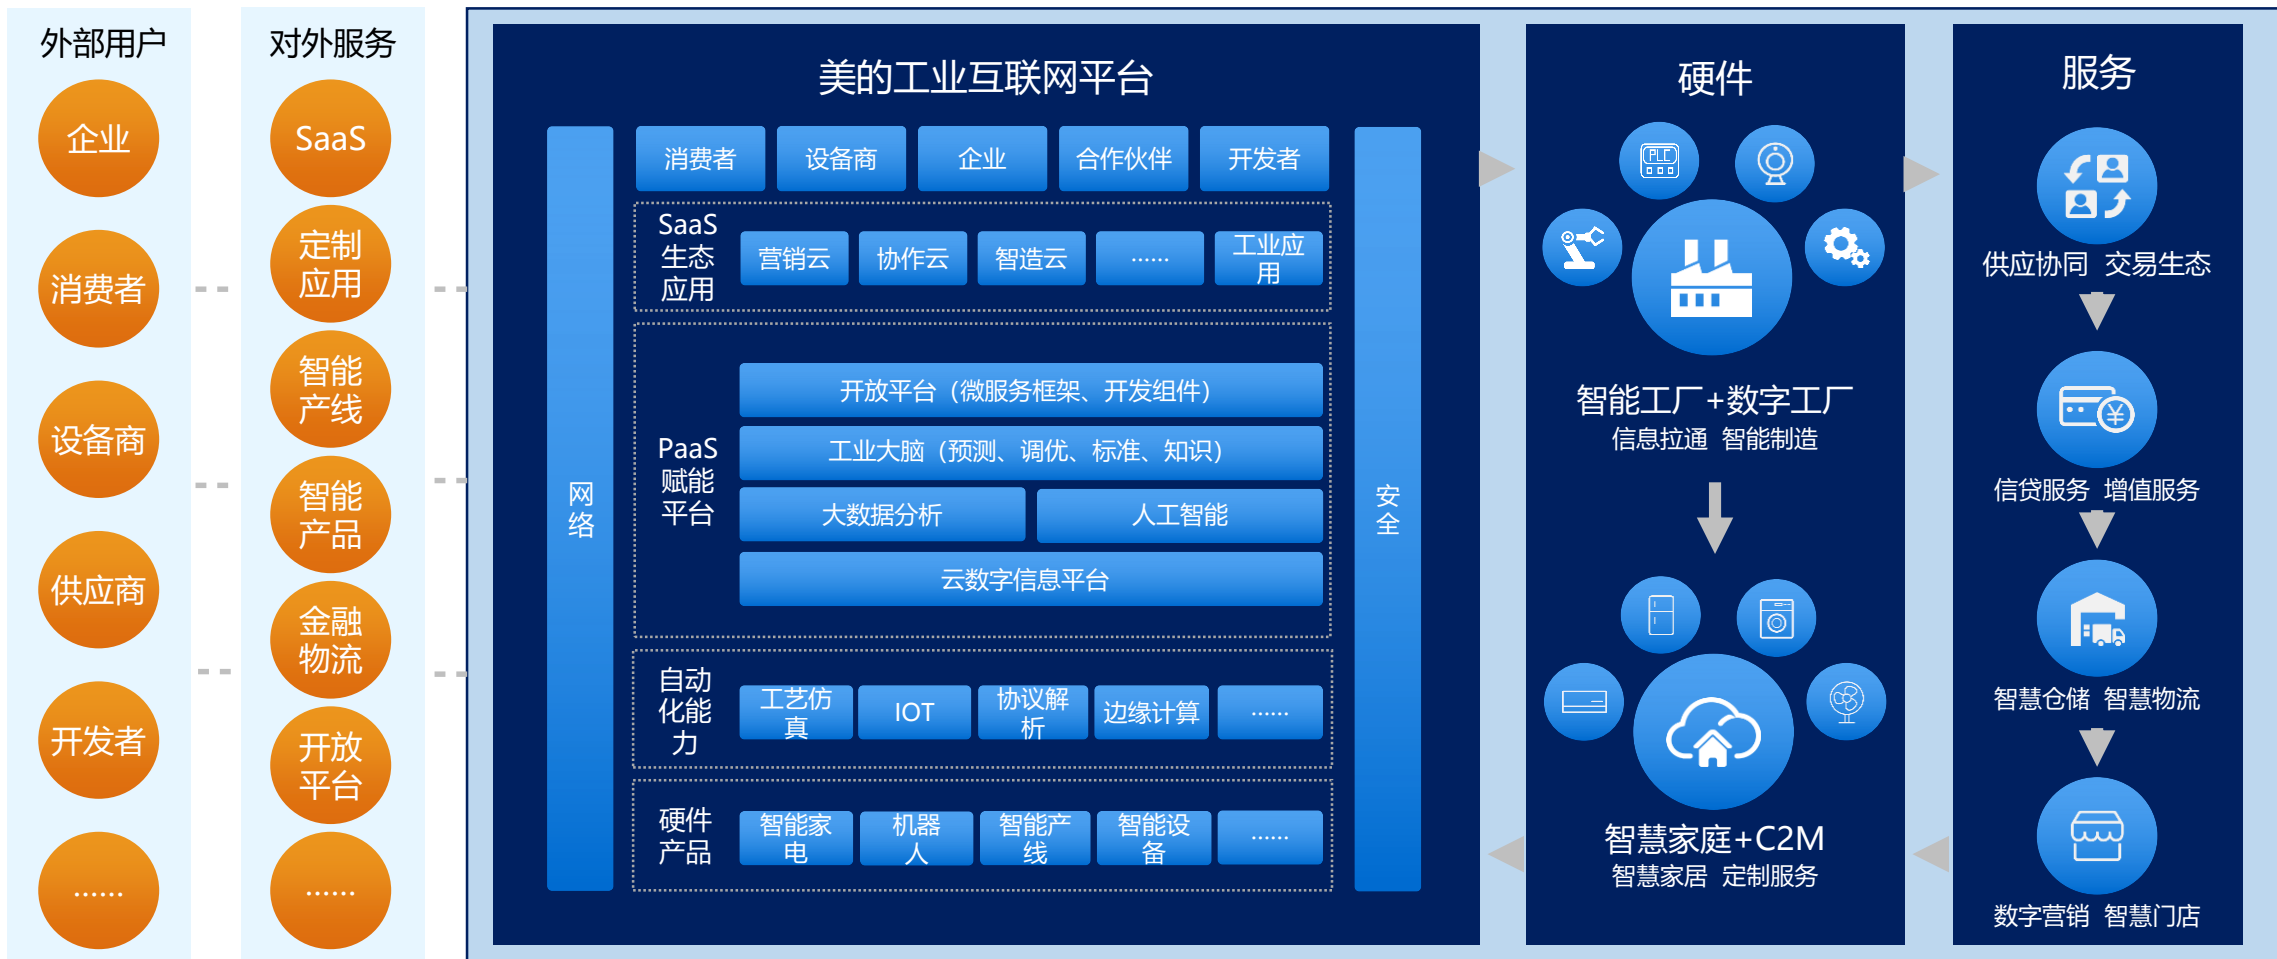 外部用户
企业
消费者
设备商
供应商
开发者
......
对外服务
SaaS
定制
应用
智能
产线
智能
产品
金融
物流
开放
平台
......
美的工业互联网平台
网
络
消费者
设备商
企业
合作伙伴
开发者
SaaS
生态
应用
营销云
协作云
智造云
......
工业应
用
PaaS
赋能
平台
开放平台（微服务框架、开发组件）
工业大脑（预测、调优、标准、知识）
大数据分析
人工智能
云数字信息平台
自动
化能
力
工艺仿
真
IOT
协议解
析
边缘计算
......
硬件
产品
智能家
电
机器
人
智能产
线
智能设
备
......
安
全
硬件
PLC
智能工厂+数字工厂
信息拉通 智能制造
智慧家庭+C2M
智慧家居 定制服务
服务
供应协同 交易生态
¥
信贷服务 增值服务
智慧仓储 智慧物流
数字营销 智慧门店